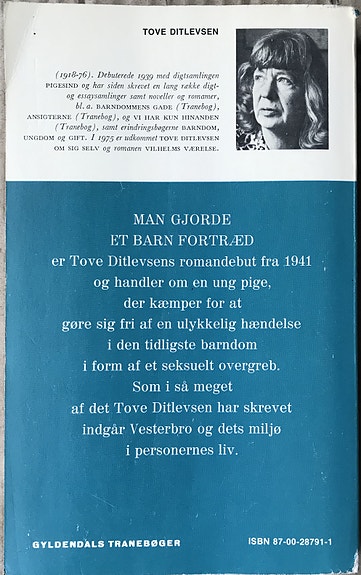 TOVE DITLEVSEN
(1918-76). Debuterede 1939 med digtsamlingen
PIGESIND og har siden skrevet en lang række digt-
og essaysamlinger samt noveller og romaner,
bl. a. BARNDOMMENS GADE (Tranebog),
ANSIGTERNE (Tranebog), og VI HAR KUN HINANDEN
(Tranebog), samt erindringsbøgerne BARNDOM,
UNGDOM og GIFT. I 1975 er udkommet TOVE DITLEVSEN
OM SIG SELV og romanen VILHELMS VÆRELSE.
MAN GJORDE
ET BARN FORTRÆD
er Tove Ditlevsens romandebut fra 1941
og handler om en ung pige,
der kæmper for at
gøre sig fri af en ulykkelig hændelse
i den tidligste barndom
i form af et seksuelt overgreb.
Som i så meget
af det Tove Ditlevsen har skrevet
indgår Vesterbro og dets miljø
i personernes liv.
GYLDENDALS TRANEBØGER
ISBN 87-00-28791-1